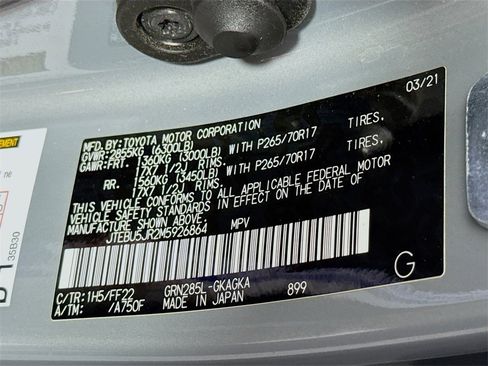 03/21
MFD.BY:TOYOTA MOTOR CORPORATION
GVWR:2855KG (6300LB)
GAWR:FRT. 1360KG (3000LB) WITH P265/70R17 TIRES,
17X7 1/2J RIMS.
RR. 1560KG (3450LB) WITH P265/70R17 TIRES,
17X7 1/2J RIMS.
THIS VEHICLE CONFORMS TO ALL APPLICABLE FEDERAL MOTOR
VEHICLE SAFETY STANDARDS IN EFFECT ON THE DATE OF
MANUFACTURE SHOWN ABOVE.
JTEBU5JR2M5926864 MPV
C/TR:1H5/FF22 GRN285L-GKAGKA
A/TM: /A750F MADE IN JAPAN 899
G
EMENT
ne
3SB30